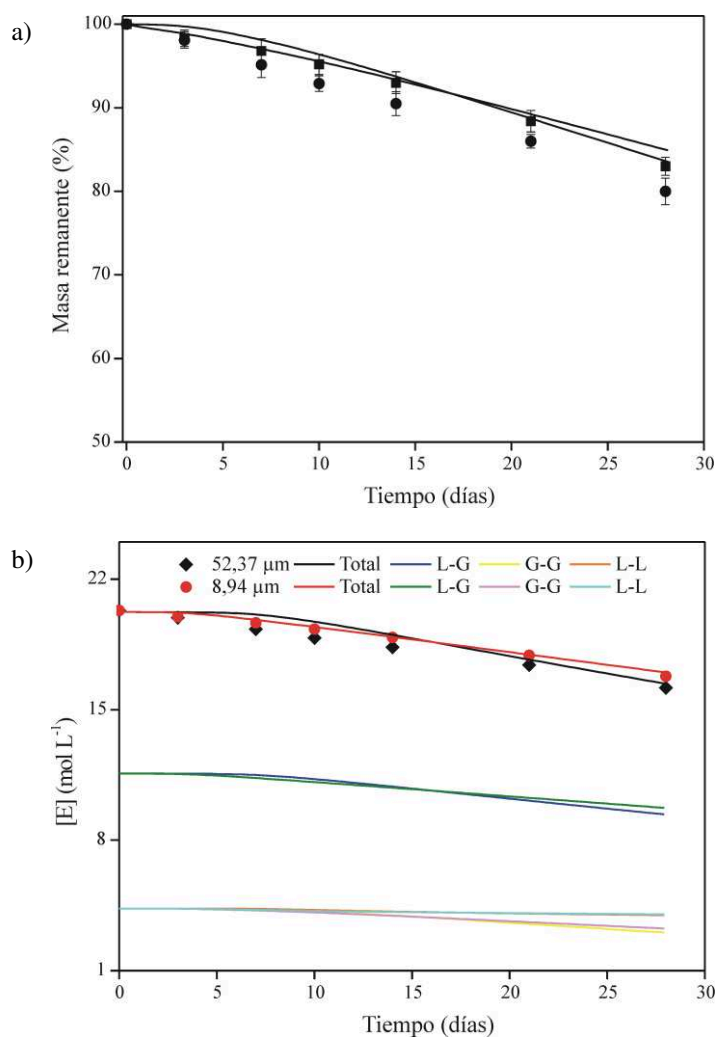 a)
100
90
80
70
60
50
Masa remanente (%)
0 5 10 15 20 25 30
Tiempo (días)
b)
52,37 µm Total L-G G-G L-L
8,94 µm Total L-G G-G L-L
22
15
8
1
[E] (mol L⁻¹)
0 5 10 15 20 25 30
Tiempo (días)